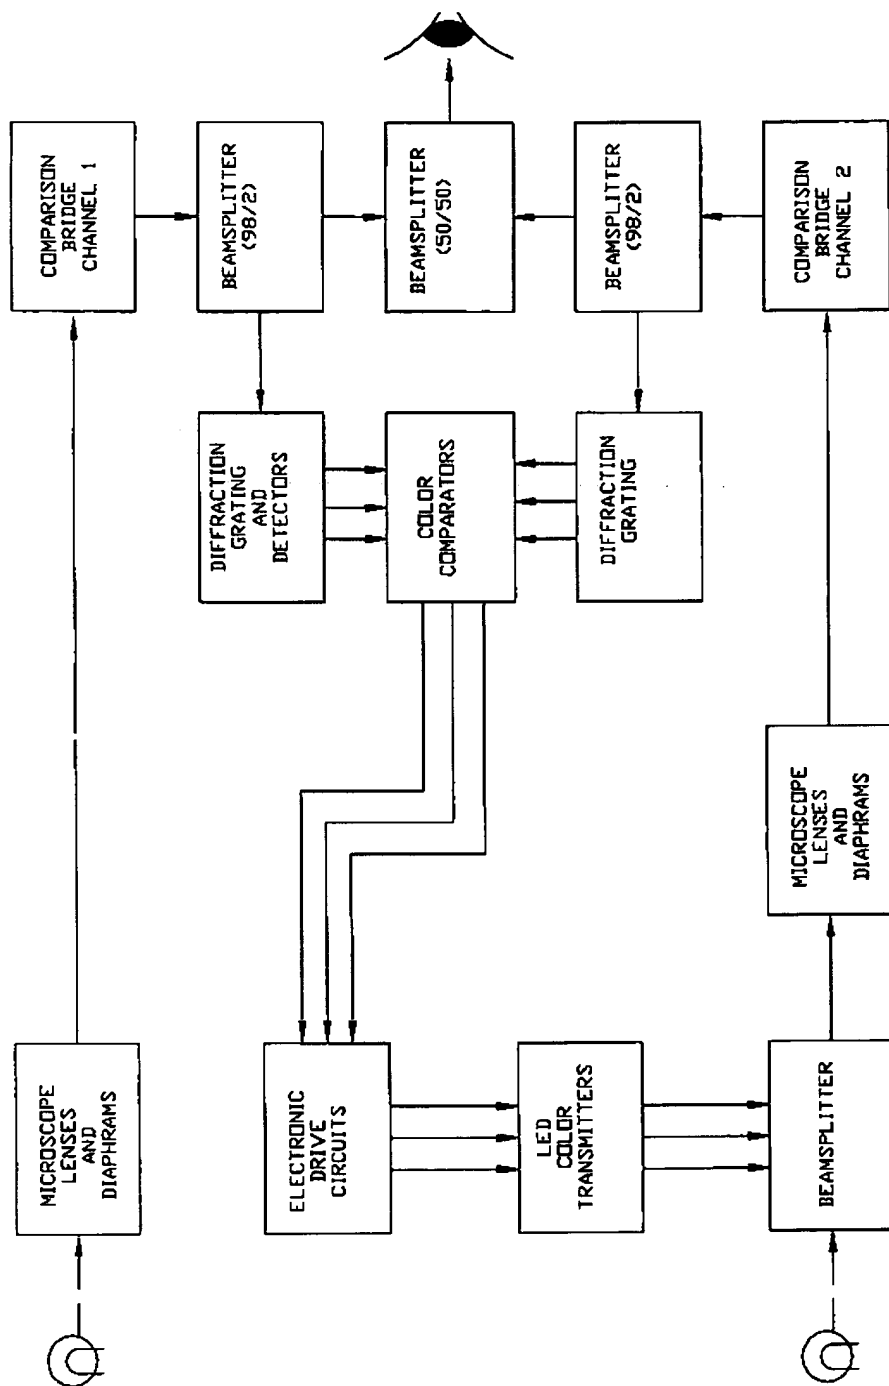 COMPARISON
BRIDGE
CHANNEL 1
BEAMSPLITTER
(98/2)
BEAMSPLITTER
(50/50)
BEAMSPLITTER
(98/2)
COMPARISON
BRIDGE
CHANNEL 2
DIFFRACTION
GRATING
AND
DETECTORS
COLOR
COMPARATORS
DIFFRACTION
GRATING
MICROSCOPE
LENSES
AND
DIAPHRAMS
MICROSCOPE
LENSES
AND
DIAPHRAMS
ELECTRONIC
DRIVE
CIRCUITS
LED
COLOR
TRANSMITTERS
BEAMSPLITTER